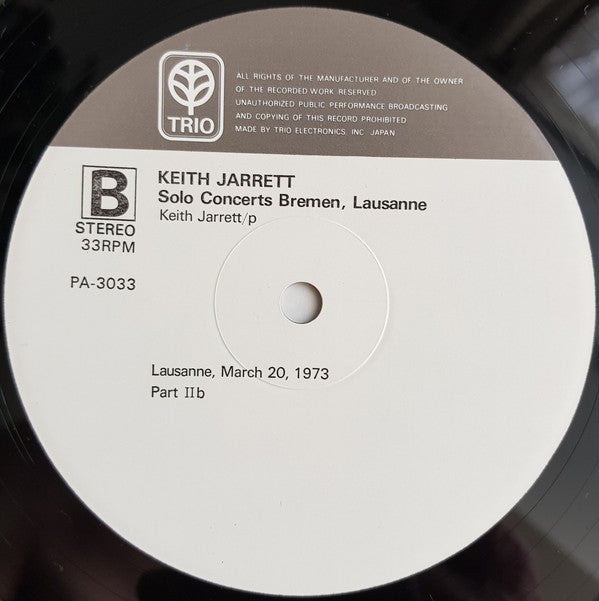 TRIO
ALL RIGHTS OF THE MANUFACTURER AND OF THE OWNER
OF THE RECORDED WORK RESERVED
UNAUTHORIZED PUBLIC PERFORMANCE BROADCASTING
AND COPYING OF THIS RECORD PROHIBITED
MADE BY TRIO ELECTRONICS, INC. JAPAN
B
STEREO
33RPM
PA-3033
KEITH JARRETT
Solo Concerts Bremen, Lausanne
Keith Jarrett/p
Lausanne, March 20, 1973
Part IIb